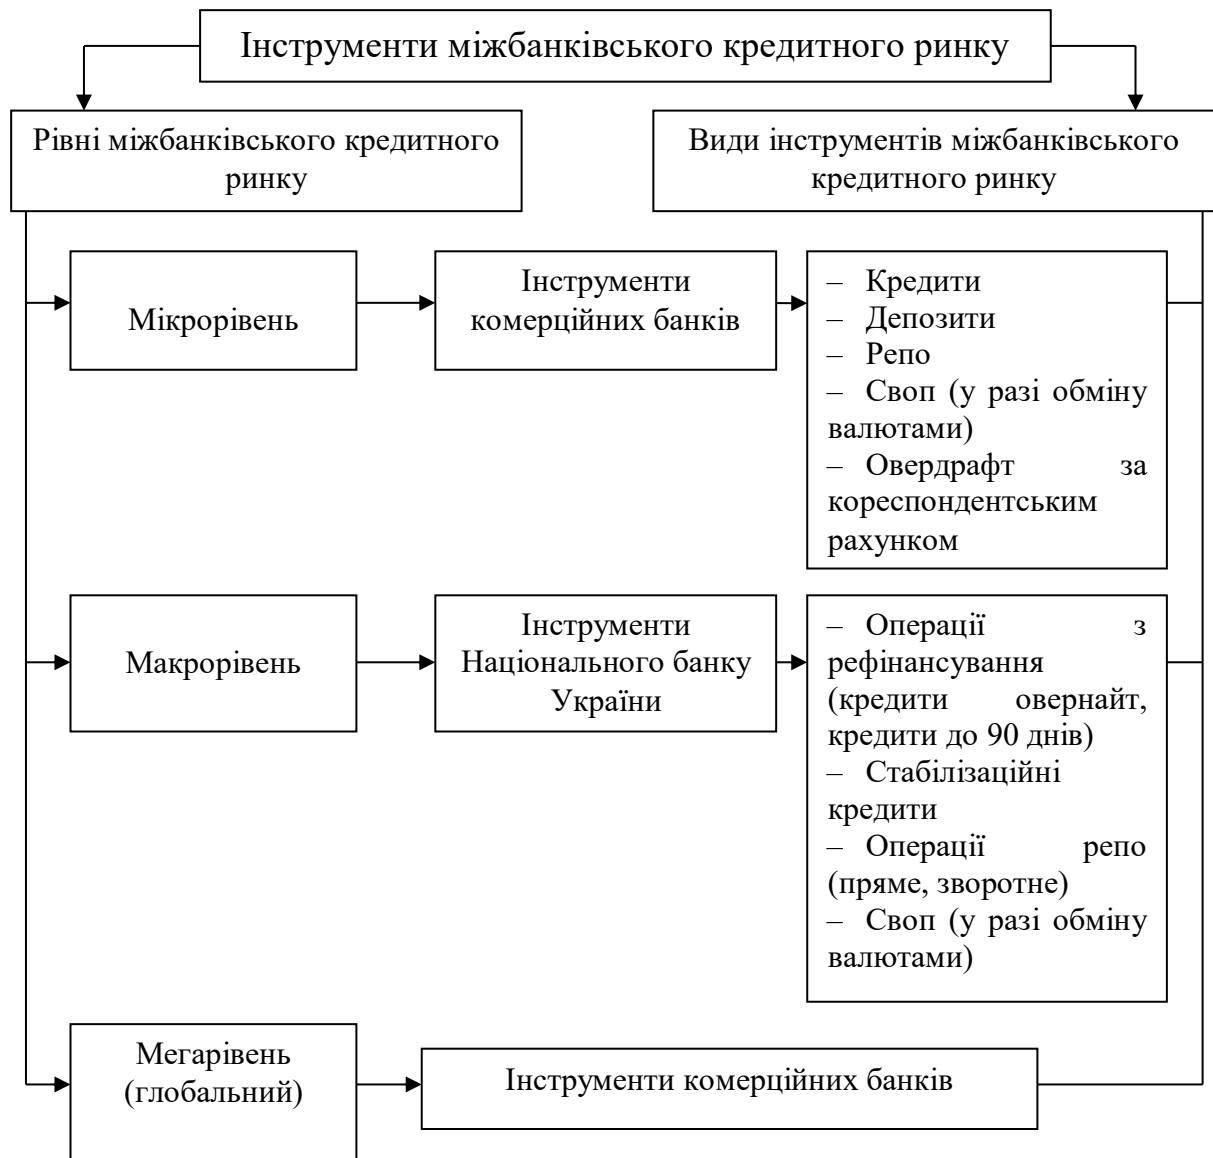 Інструменти міжбанківського кредитного ринку
Рівні міжбанківського кредитного
ринку
Види інструментів міжбанківського
кредитного ринку
Мікрорівень
Інструменти
комерційних банків
– Кредити
– Депозити
– Репо
– Своп (у разі обміну
валютами)
– Овердрафт за
кореспондентським
рахунком
Макрорівень
Інструменти
Національного банку
України
– Операції з
рефінансування
(кредити овернайт,
кредити до 90 днів)
– Стабілізаційні
кредити
– Операції репо
(пряме, зворотне)
– Своп (у разі обміну
валютами)
Мегарівень
(глобальний)
Інструменти комерційних банків